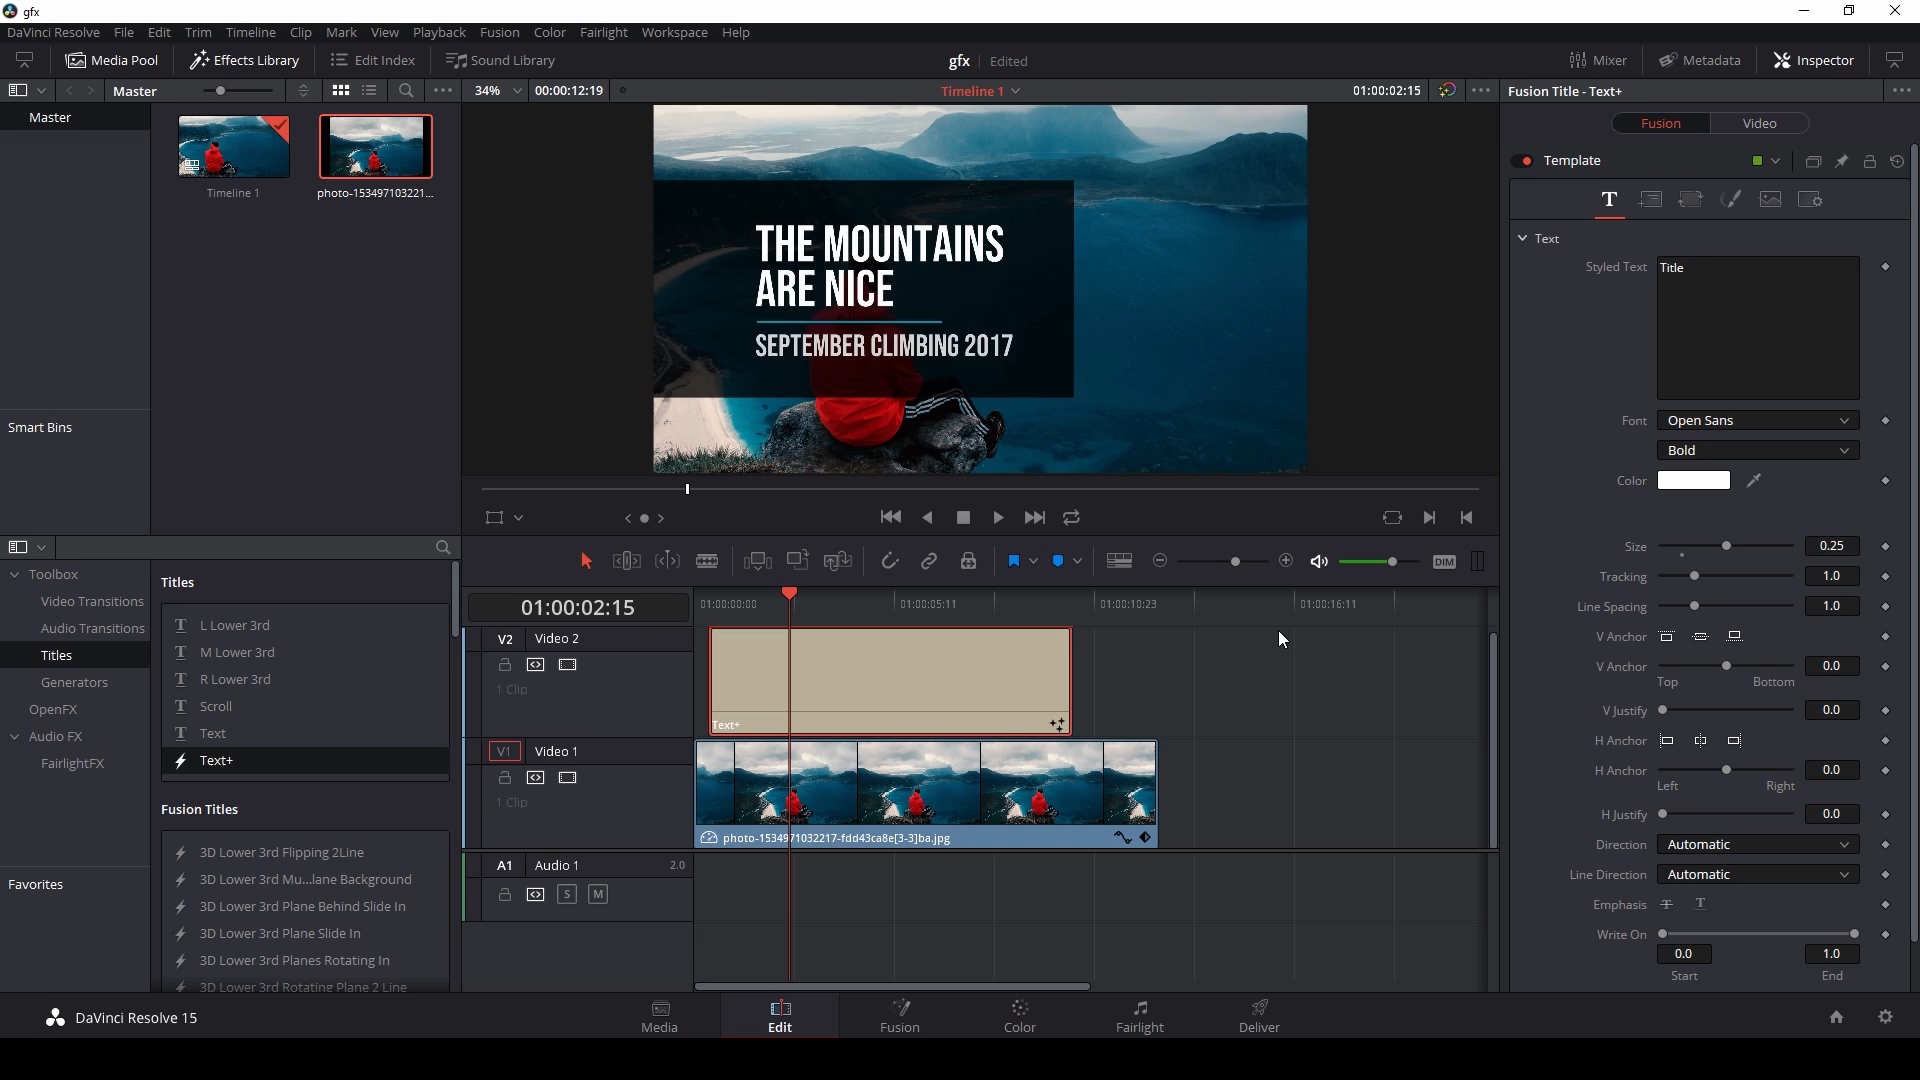 gfx
DaVinci Resolve File Edit Trim Timeline Clip Mark View Playback Fusion Color Fairlight Workspace Help
Media Pool Effects Library Edit Index Sound Library gfx Edited Mixer Metadata Inspector
Master 34% 00:00:12:19 Timeline 1 01:00:02:15 Fusion Title - Text+
Master
Timeline 1
photo-153497103221...
Smart Bins
THE MOUNTAINS
ARE NICE
SEPTEMBER CLIMBING 2017
Fusion Video
Template
T
Text
Styled Text Title
Font Open Sans
Bold
Color
Size 0.25
Tracking 1.0
Line Spacing 1.0
V Anchor
V Anchor 0.0
Top Bottom
V Justify 0.0
H Anchor
H Anchor 0.0
Left Right
H Justify 0.0
Direction Automatic
Line Direction Automatic
Emphasis T T
Write On
0.0 1.0
Start End
Toolbox
Video Transitions
Audio Transitions
Titles
Generators
OpenFX
Audio FX
FairlightFX
Favorites
Titles
T L Lower 3rd
T M Lower 3rd
T R Lower 3rd
T Scroll
T Text
Text+
Fusion Titles
3D Lower 3rd Flipping 2Line
3D Lower 3rd Mu...lane Background
3D Lower 3rd Plane Behind Slide In
3D Lower 3rd Plane Slide In
3D Lower 3rd Planes Rotating In
3D Lower 3rd Rotating Plane 2 Line
DIM
01:00:02:15 01:00:00:00 01:00:05:11 01:00:10:23 01:00:16:11
V2 Video 2
1 Clip
Text+
V1 Video 1
1 Clip
photo-1534971032217-fdd43ca8e[3-3]ba.jpg
A1 Audio 1 2.0
S M
DaVinci Resolve 15
Media Edit Fusion Color Fairlight Deliver